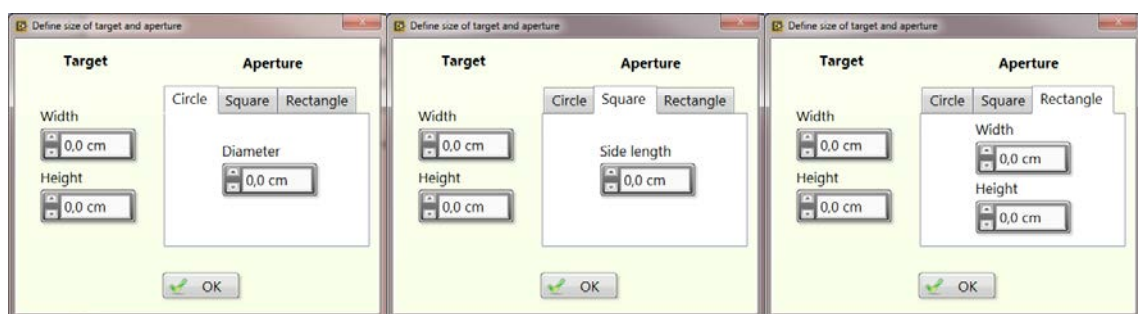 Define size of target and aperture
Target
Aperture
Circle Square Rectangle
Width
0,0 cm
Diameter
0,0 cm
Height
0,0 cm
OK
Define size of target and aperture
Target
Aperture
Circle Square Rectangle
Width
0,0 cm
Side length
0,0 cm
Height
0,0 cm
OK
Define size of target and aperture
Target
Aperture
Circle Square Rectangle
Width
0,0 cm
Height
0,0 cm
Width
0,0 cm
Height
0,0 cm
OK